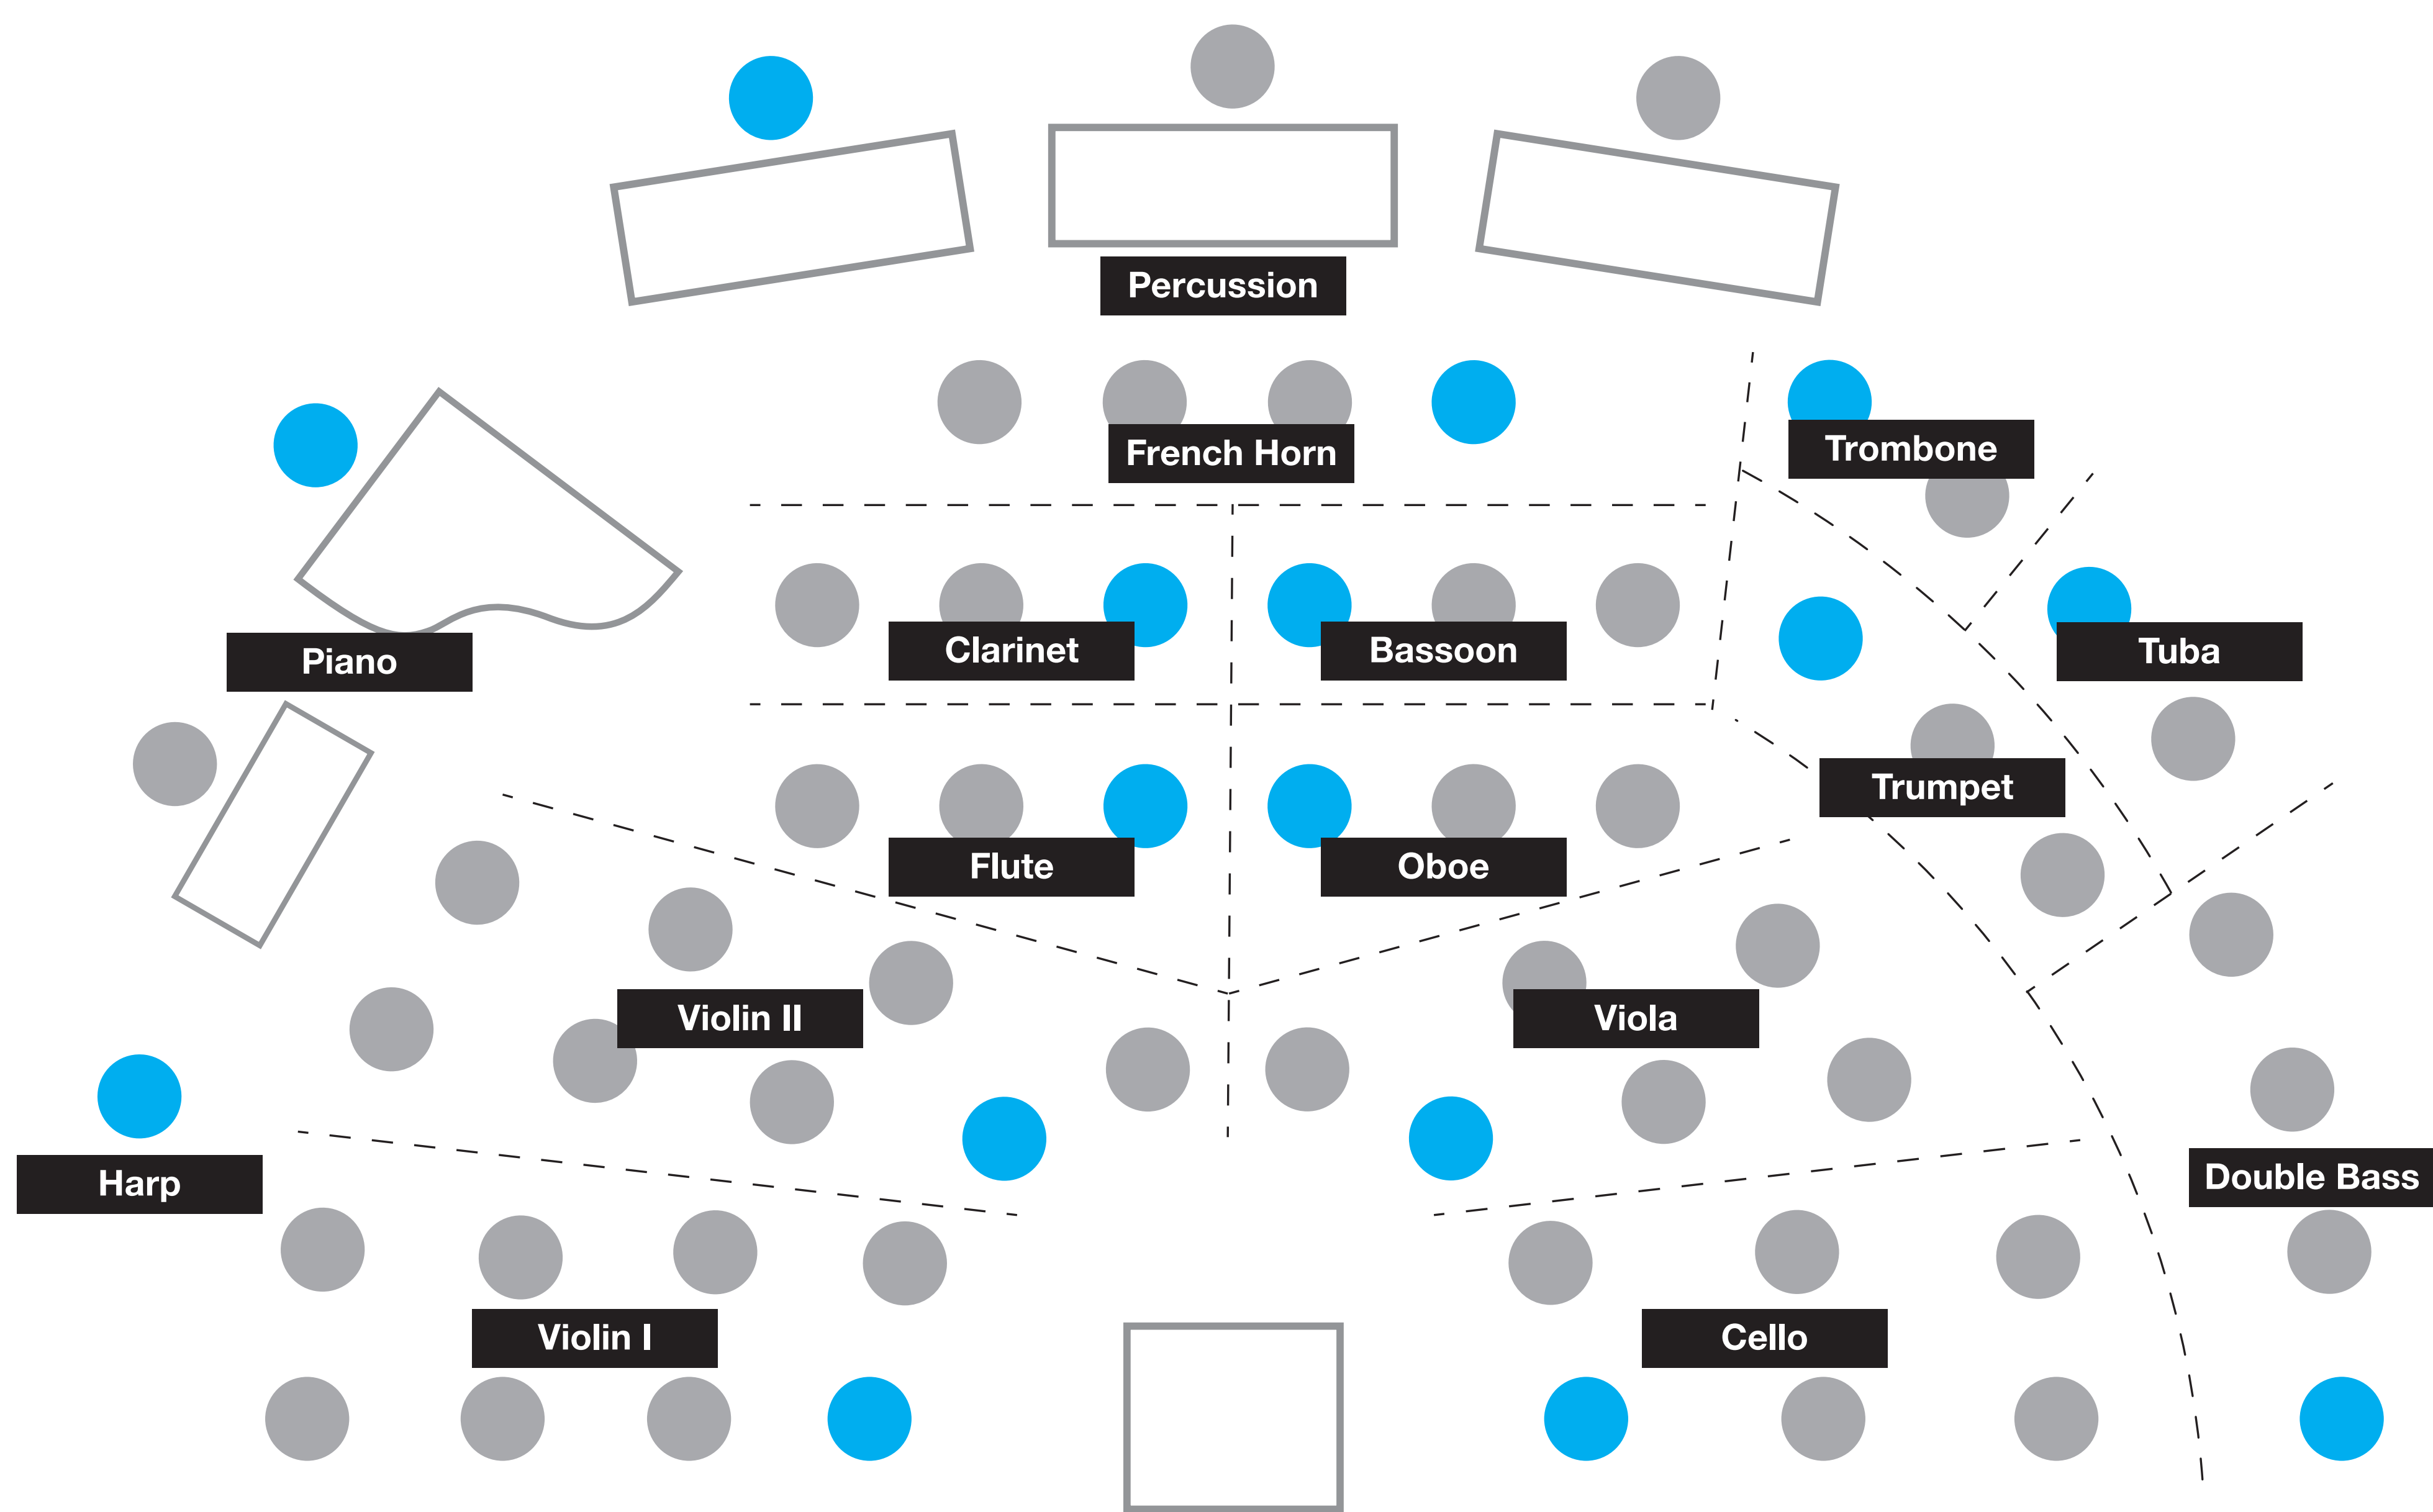 Percussion
French Horn
Trombone
Clarinet
Bassoon
Tuba
Piano
Trumpet
Flute
Oboe
Violin II
Viola
Harp
Double Bass
Violin I
Cello